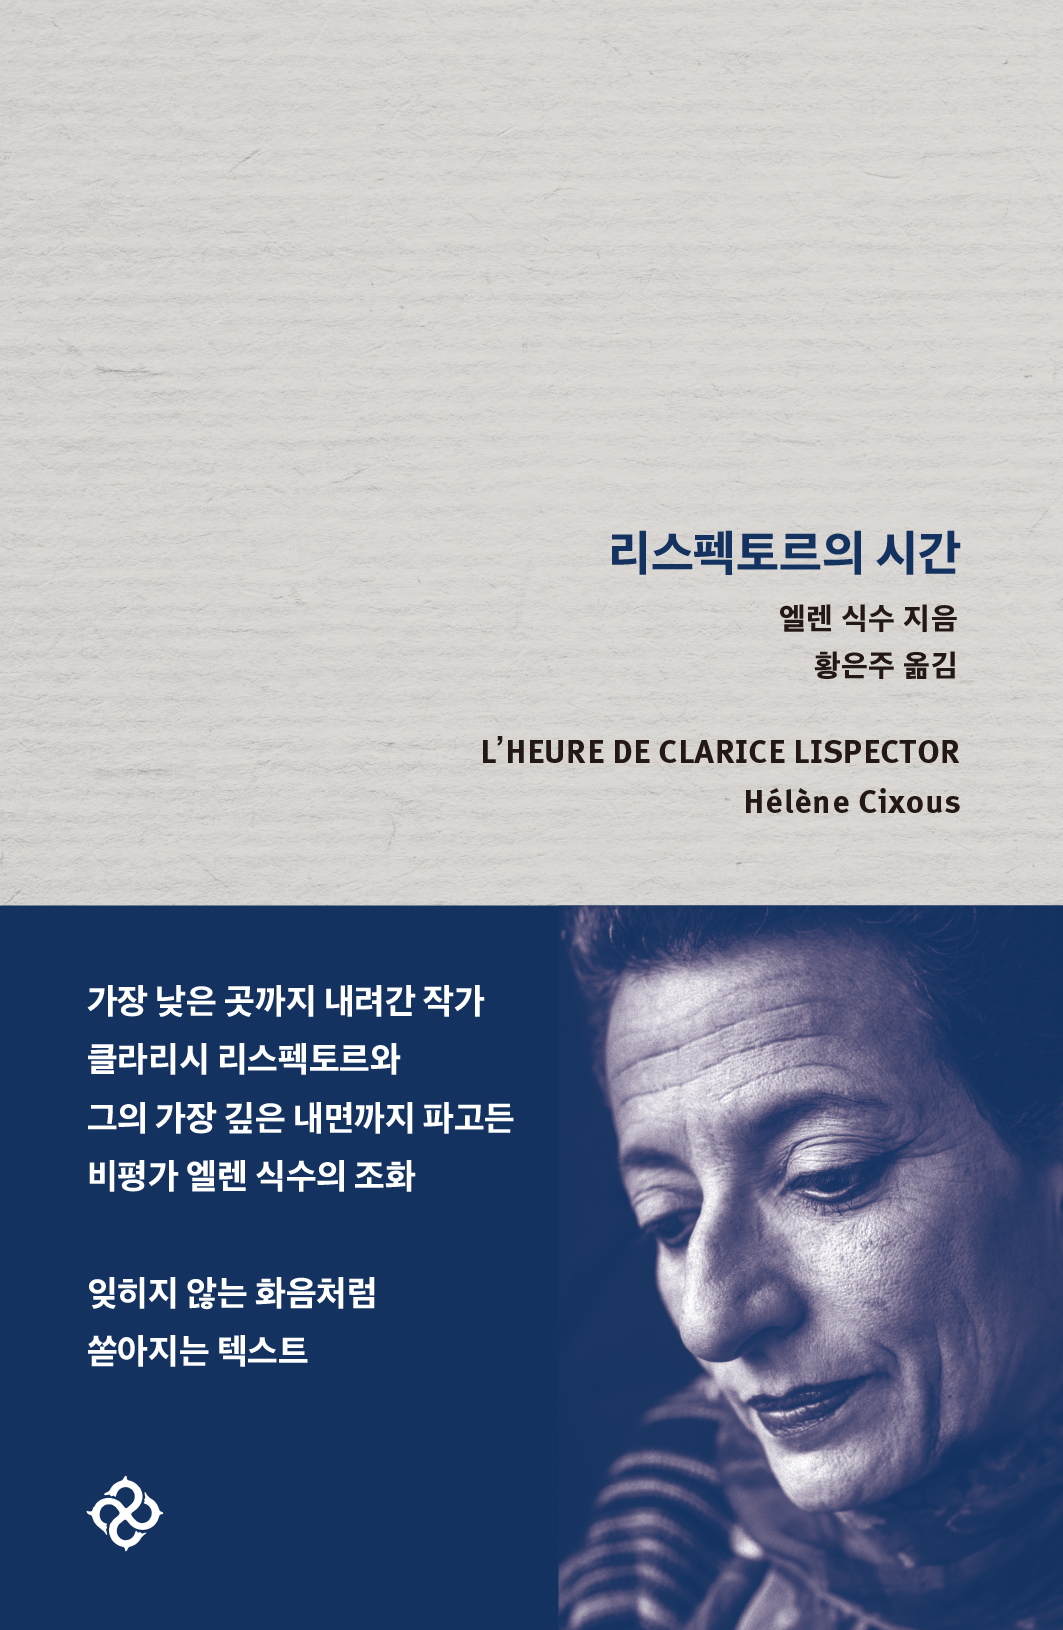 리스펙토르의 시간
엘렌 식수 지음
황은주 옮김
L’HEURE DE CLARICE LISPECTOR
Hélène Cixous
가장 낮은 곳까지 내려간 작가
클라리시 리스펙토르와
그의 가장 깊은 내면까지 파고든
비평가 엘렌 식수의 조화
잊히지 않는 화음처럼
쏟아지는 텍스트